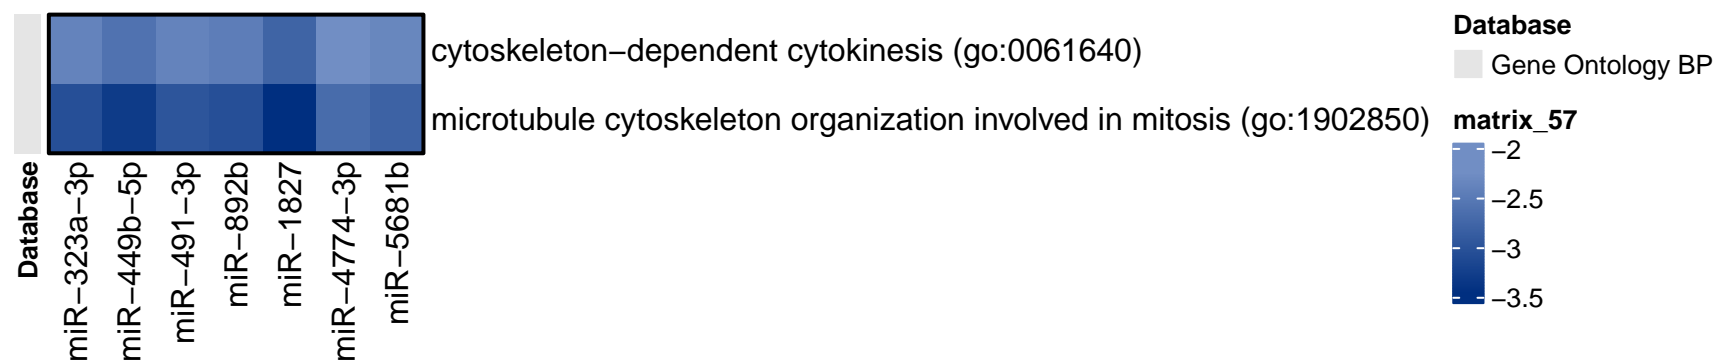 cytoskeleton−dependent cytokinesis (go:0061640)
microtubule cytoskeleton organization involved in mitosis (go:1902850)
Database
miR−323a−3p
miR−449b−5p
miR−491−3p
miR−892b
miR−1827
miR−4774−3p
miR−5681b
Database
Gene Ontology BP
matrix_57
−2
−2.5
−3
−3.5